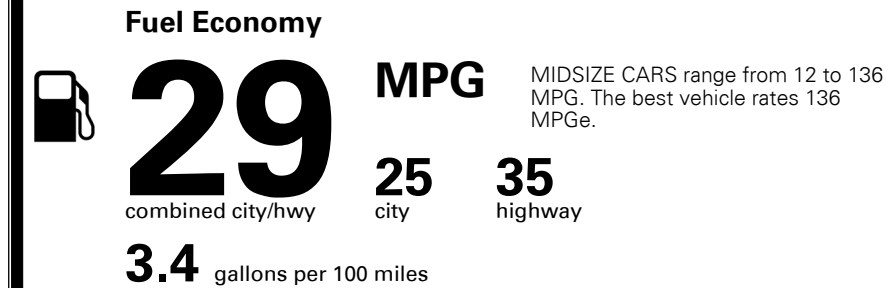 Fuel Economy
29 MPG
MIDSIZE CARS range from 12 to 136
MPG. The best vehicle rates 136
MPGe.
combined city/hwy
25
city
35
highway
3.4 gallons per 100 miles